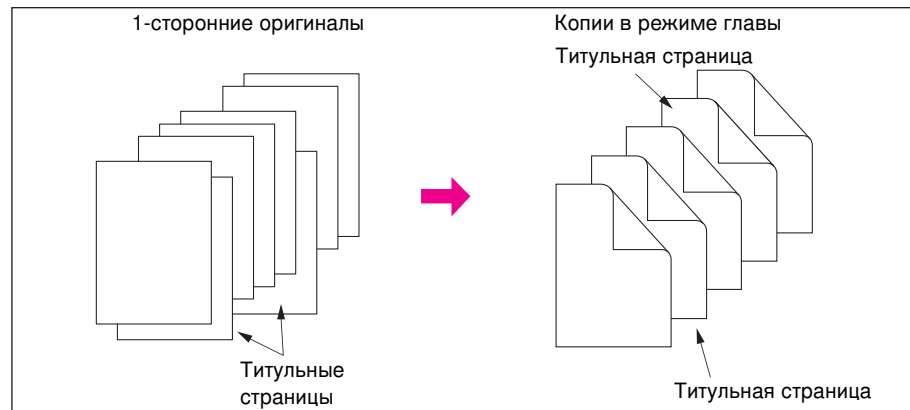 1-сторонние оригиналы
Копии в режиме главы
Титульная страница
Титульные
страницы
Титульная страница